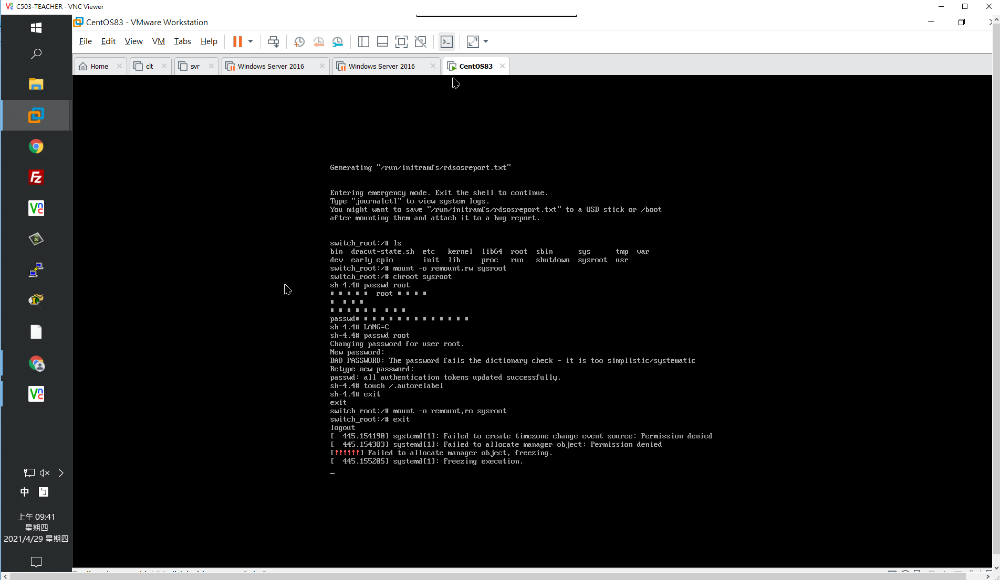 C503-TEACHER - VNC Viewer
CentOS83 - VMware Workstation
File Edit View VM Tabs Help
Home clt svr Windows Server 2016 Windows Server 2016 CentOS83
Generating "/run/initramfs/rdsosreport.txt"
Entering emergency mode. Exit the shell to continue.
Type "journalctl" to view system logs.
You might want to save "/run/initramfs/rdsosreport.txt" to a USB stick or /boot
after mounting them and attach it to a bug report.
switch_root:/# ls
bin dracut-state.sh etc kernel lib64 root sbin sys tmp var
dev early_cpio init lib proc run shutdown sysroot usr
switch_root:/# mount -o remount,rw sysroot
switch_root:/# chroot sysroot
sh-4.4# passwd root
root
passwd
sh-4.4# LANG=C
sh-4.4# passwd root
Changing password for user root.
New password:
BAD PASSWORD: The password fails the dictionary check - it is too simplistic/systematic
Retype new password:
passwd: all authentication tokens updated successfully.
sh-4.4# touch /.autorelabel
sh-4.4# exit
exit
switch_root:/# mount -o remount,ro sysroot
switch_root:/# exit
logout
[  445.154190] systemd[1]: Failed to create timezone change event source: Permission denied
[  445.154383] systemd[1]: Failed to allocate manager object: Permission denied
[!!!!!!] Failed to allocate manager object, freezing.
[  445.155205] systemd[1]: Freezing execution.
中 ㄅ
上午 09:41
星期四
2021/4/29 星期四